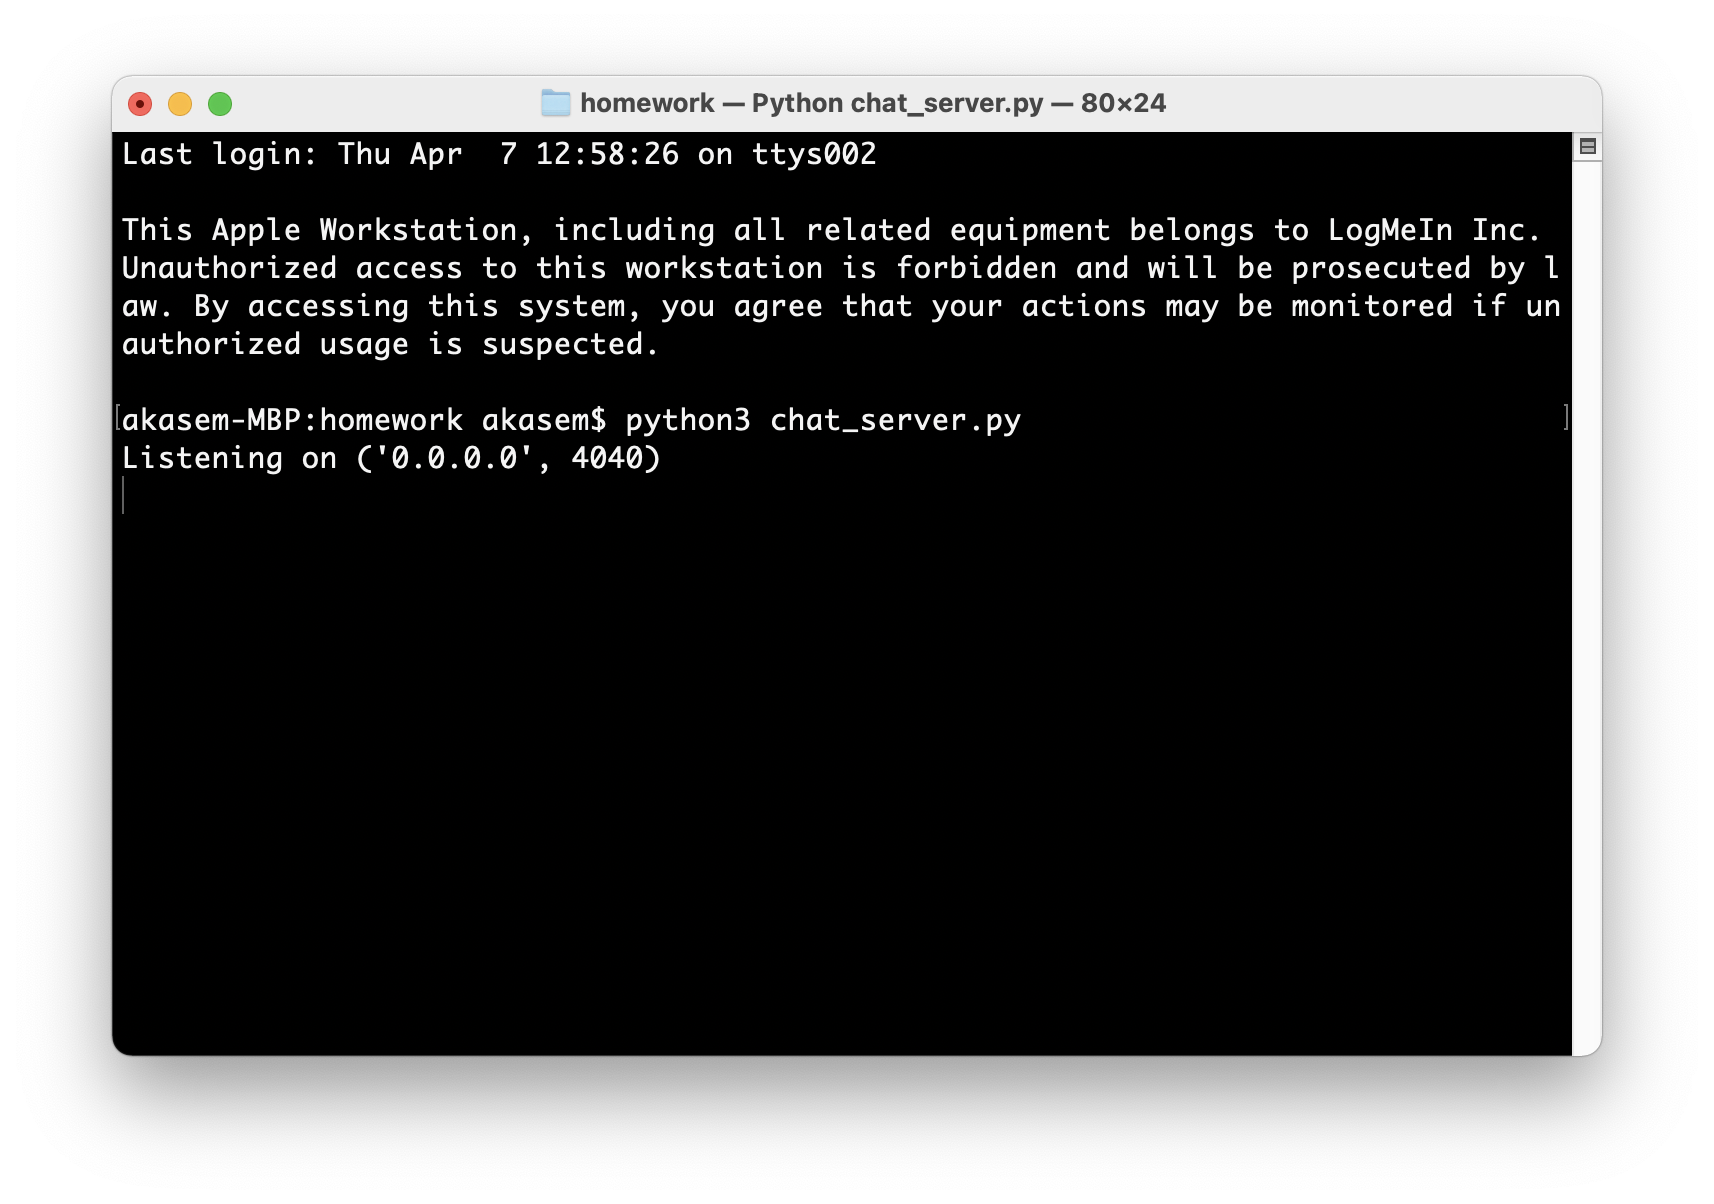 homework — Python chat_server.py — 80×24
Last login: Thu Apr  7 12:58:26 on ttys002
This Apple Workstation, including all related equipment belongs to LogMeIn Inc.
Unauthorized access to this workstation is forbidden and will be prosecuted by l
aw. By accessing this system, you agree that your actions may be monitored if un
authorized usage is suspected.
[akasem-MBP:homework akasem$ python3 chat_server.py ]
Listening on ('0.0.0.0', 4040)